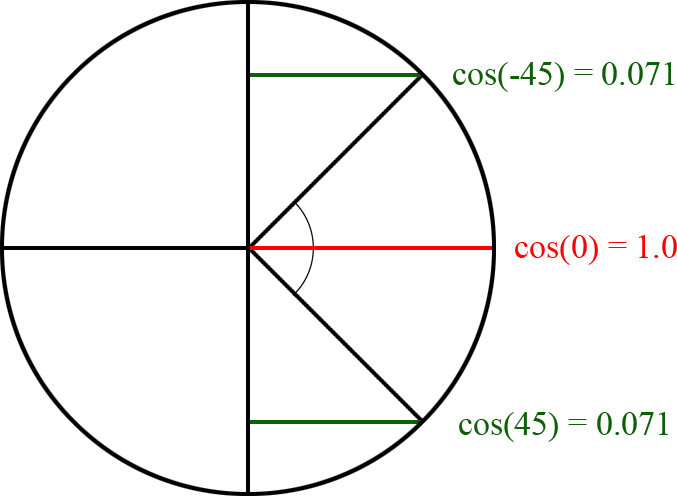 cos(-45) = 0.071
cos(0) = 1.0
cos(45) = 0.071